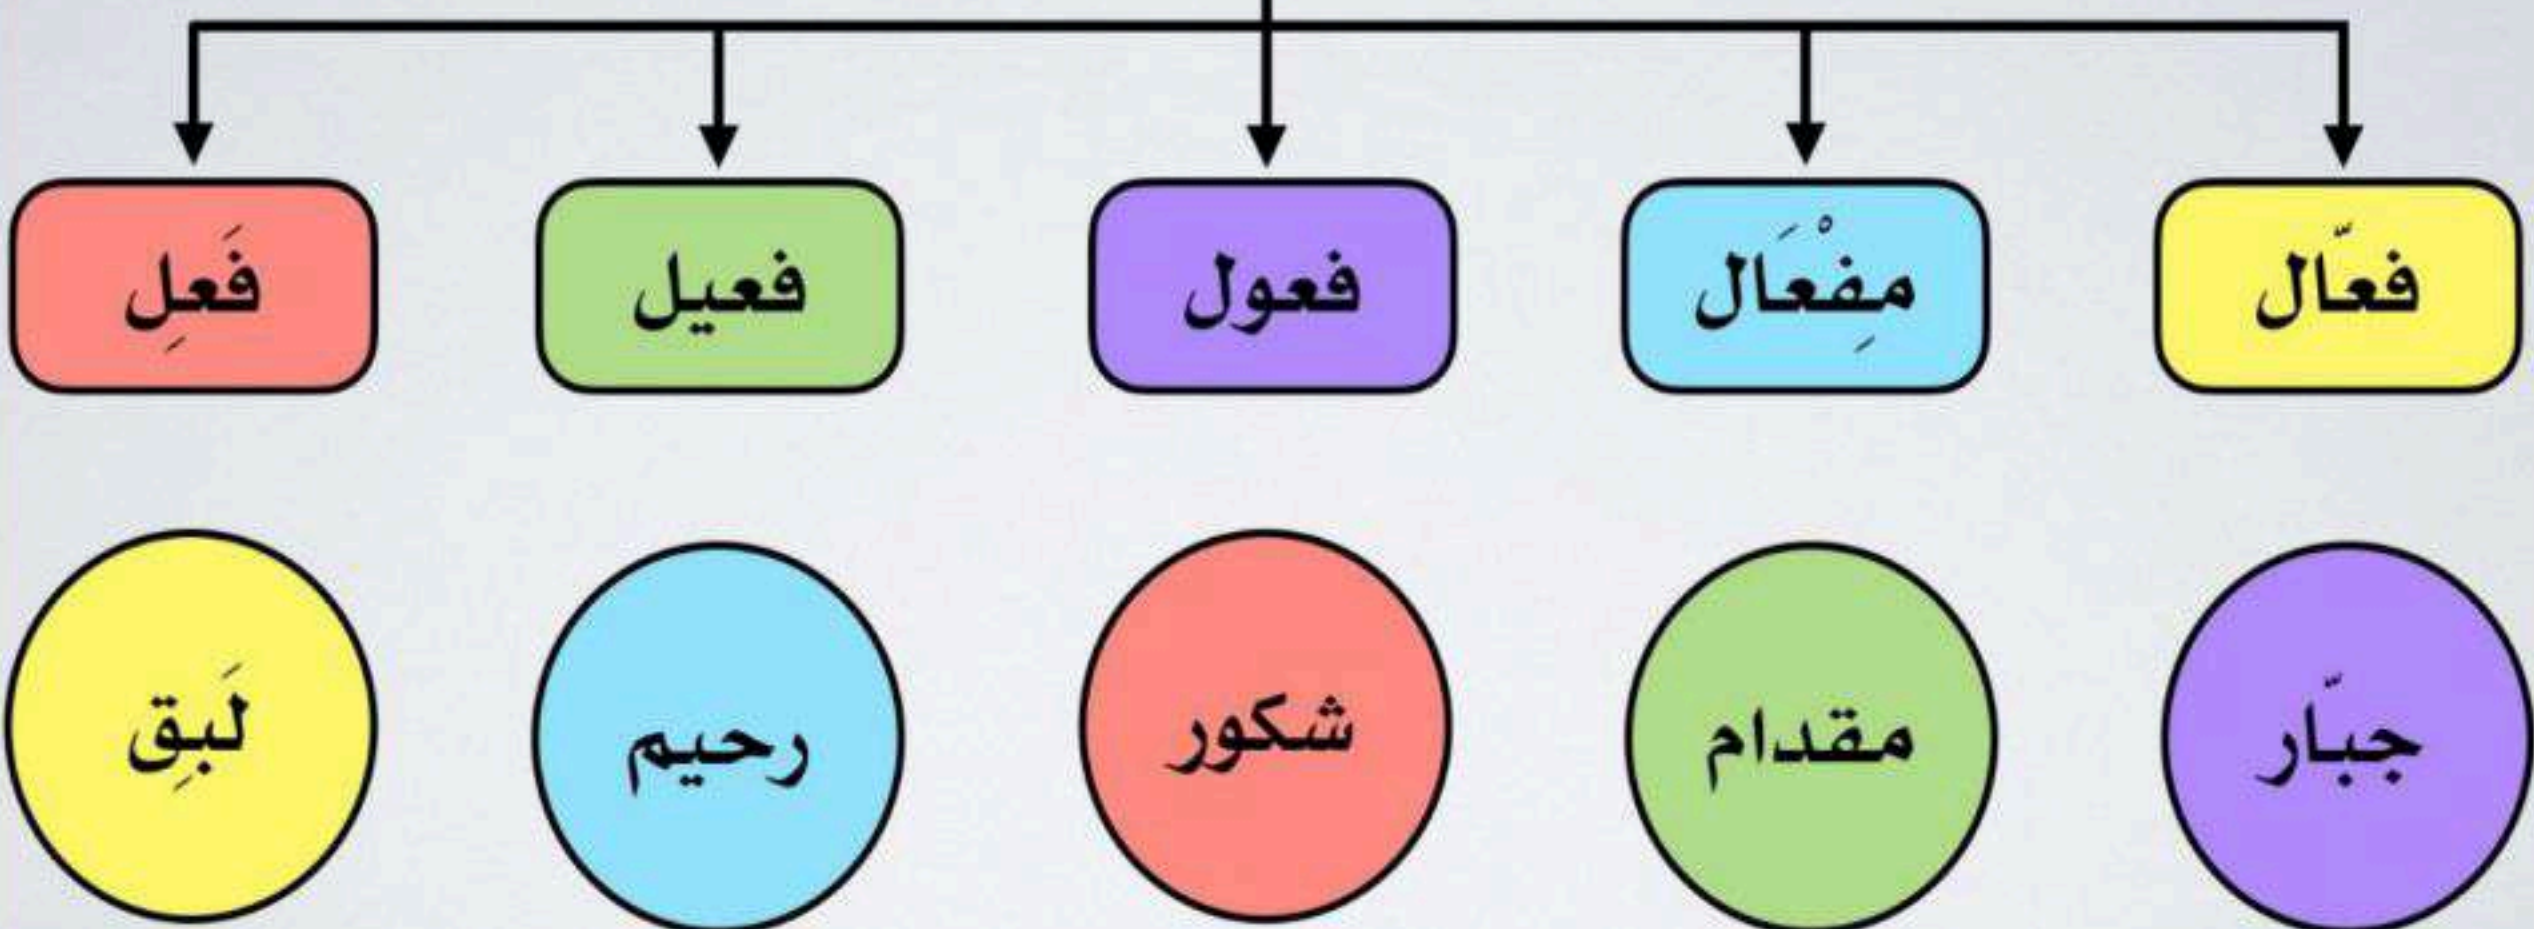 فعّال مِفْعَال فعول فعيل فَعِل
جبّار مقدام شكور رحيم لَبِق